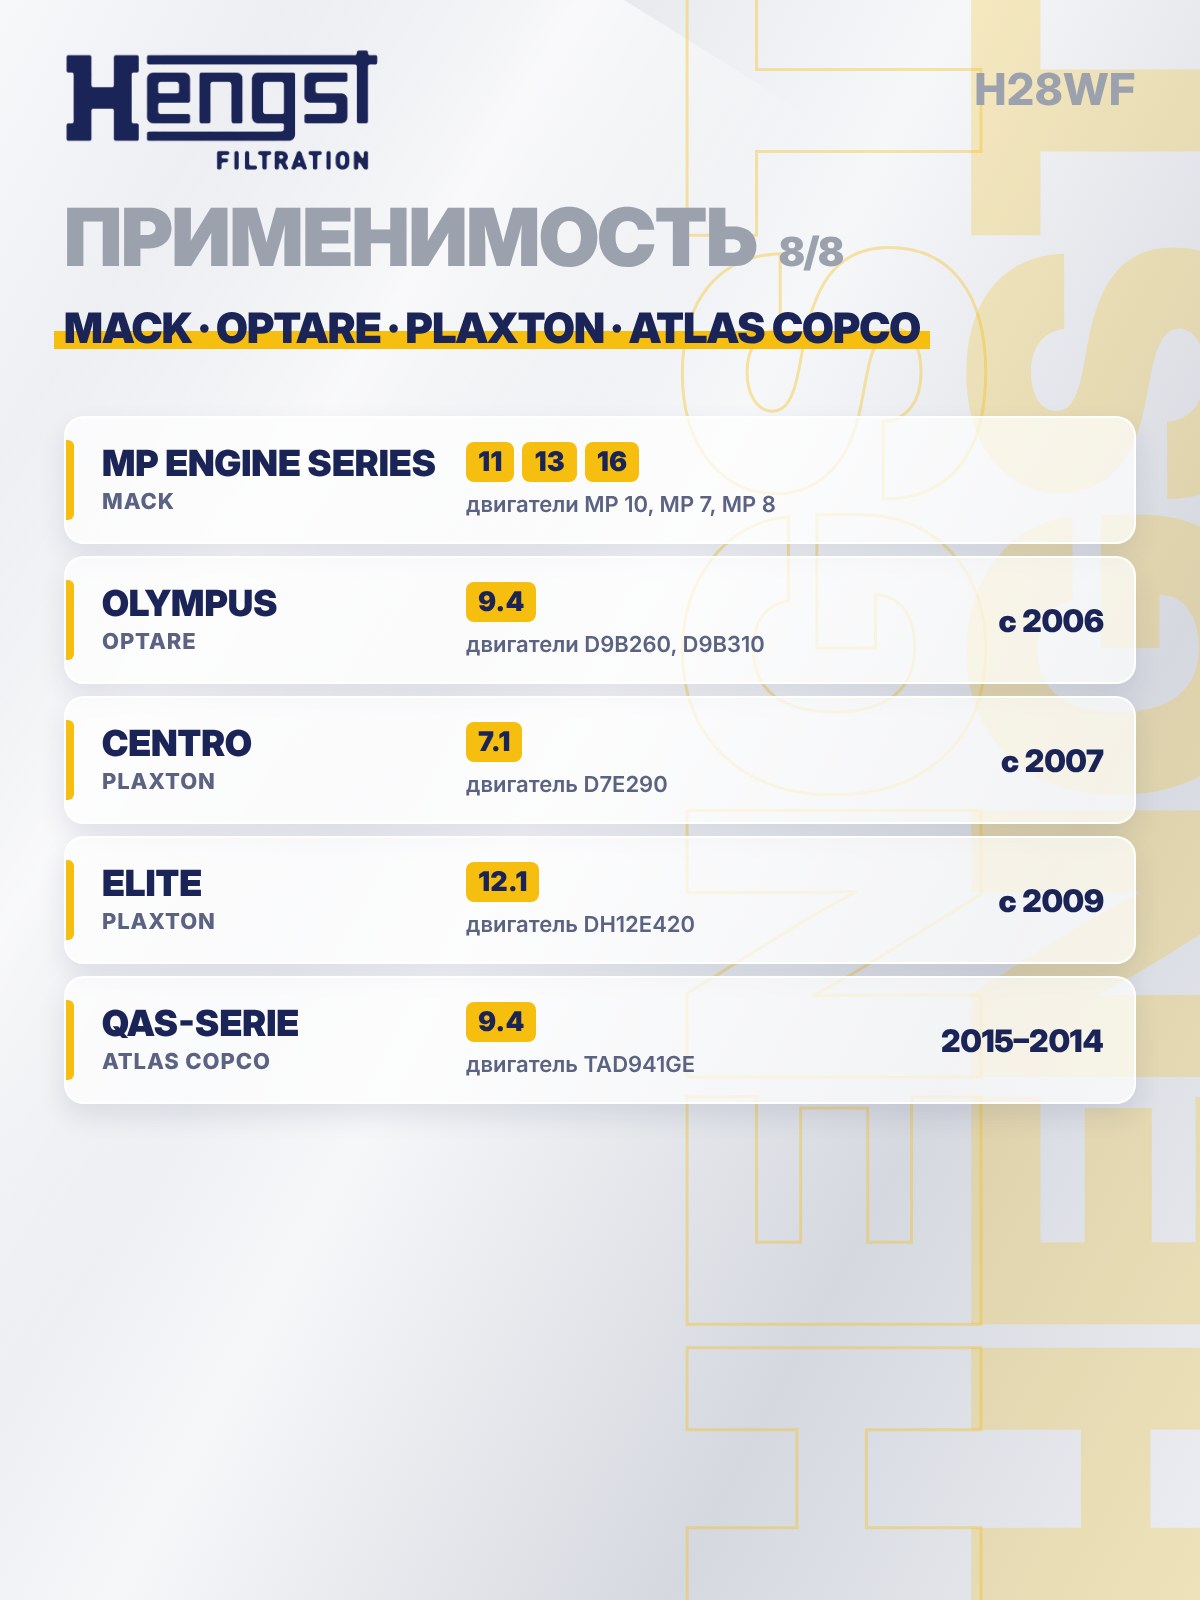 Hengst
FILTRATION
H28WF
ПРИМЕНИМОСТЬ 8/8
MACK · OPTARE · PLAXTON · ATLAS COPCO
MP ENGINE SERIES
MACK
11 13 16
двигатели MP 10, MP 7, MP 8
OLYMPUS
OPTARE
9.4
двигатели D9B260, D9B310
с 2006
CENTRO
PLAXTON
7.1
двигатель D7E290
с 2007
ELITE
PLAXTON
12.1
двигатель DH12E420
с 2009
QAS-SERIE
ATLAS COPCO
9.4
двигатель TAD941GE
2015–2014
HENGST
HENGST